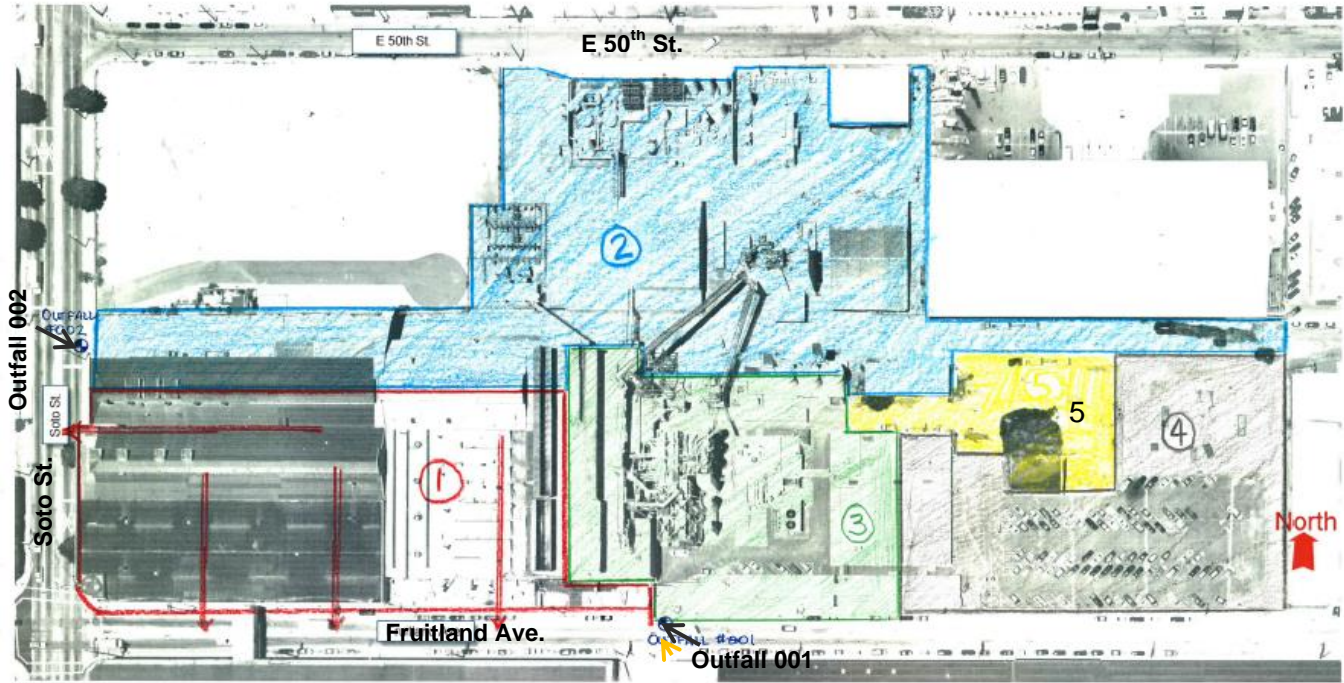 E 50th St.
E 50th St.
2
OUTFALL
#002
Outfall 002
Soto St.
Soto St.
1
5
5
4
3
North
Fruitland Ave.
OUTFALL #001
Outfall 001